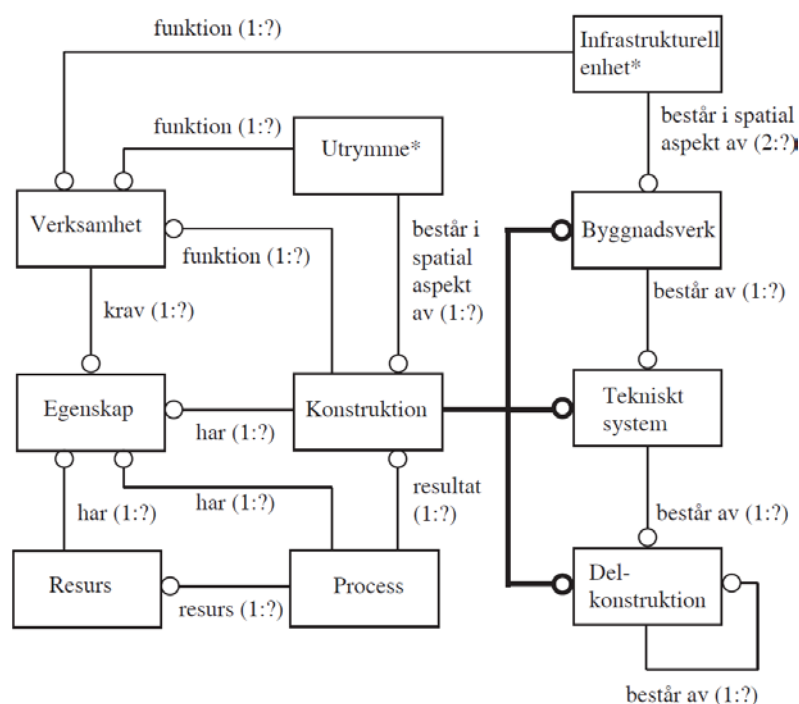 funktion (1:?)
Infrastrukturell
enhet*
funktion (1:?)
Utrymme*
består i spatial
aspekt av (2:?)
Verksamhet
funktion (1:?)
består i
spatial
aspekt
av (1:?)
Byggnadsverk
krav (1:?)
består av (1:?)
Egenskap
har (1:?)
Konstruktion
Tekniskt
system
har (1:?)
har (1:?)
resultat
(1:?)
består av (1:?)
Resurs
resurs (1:?)
Process
Del-
konstruktion
består av (1:?)